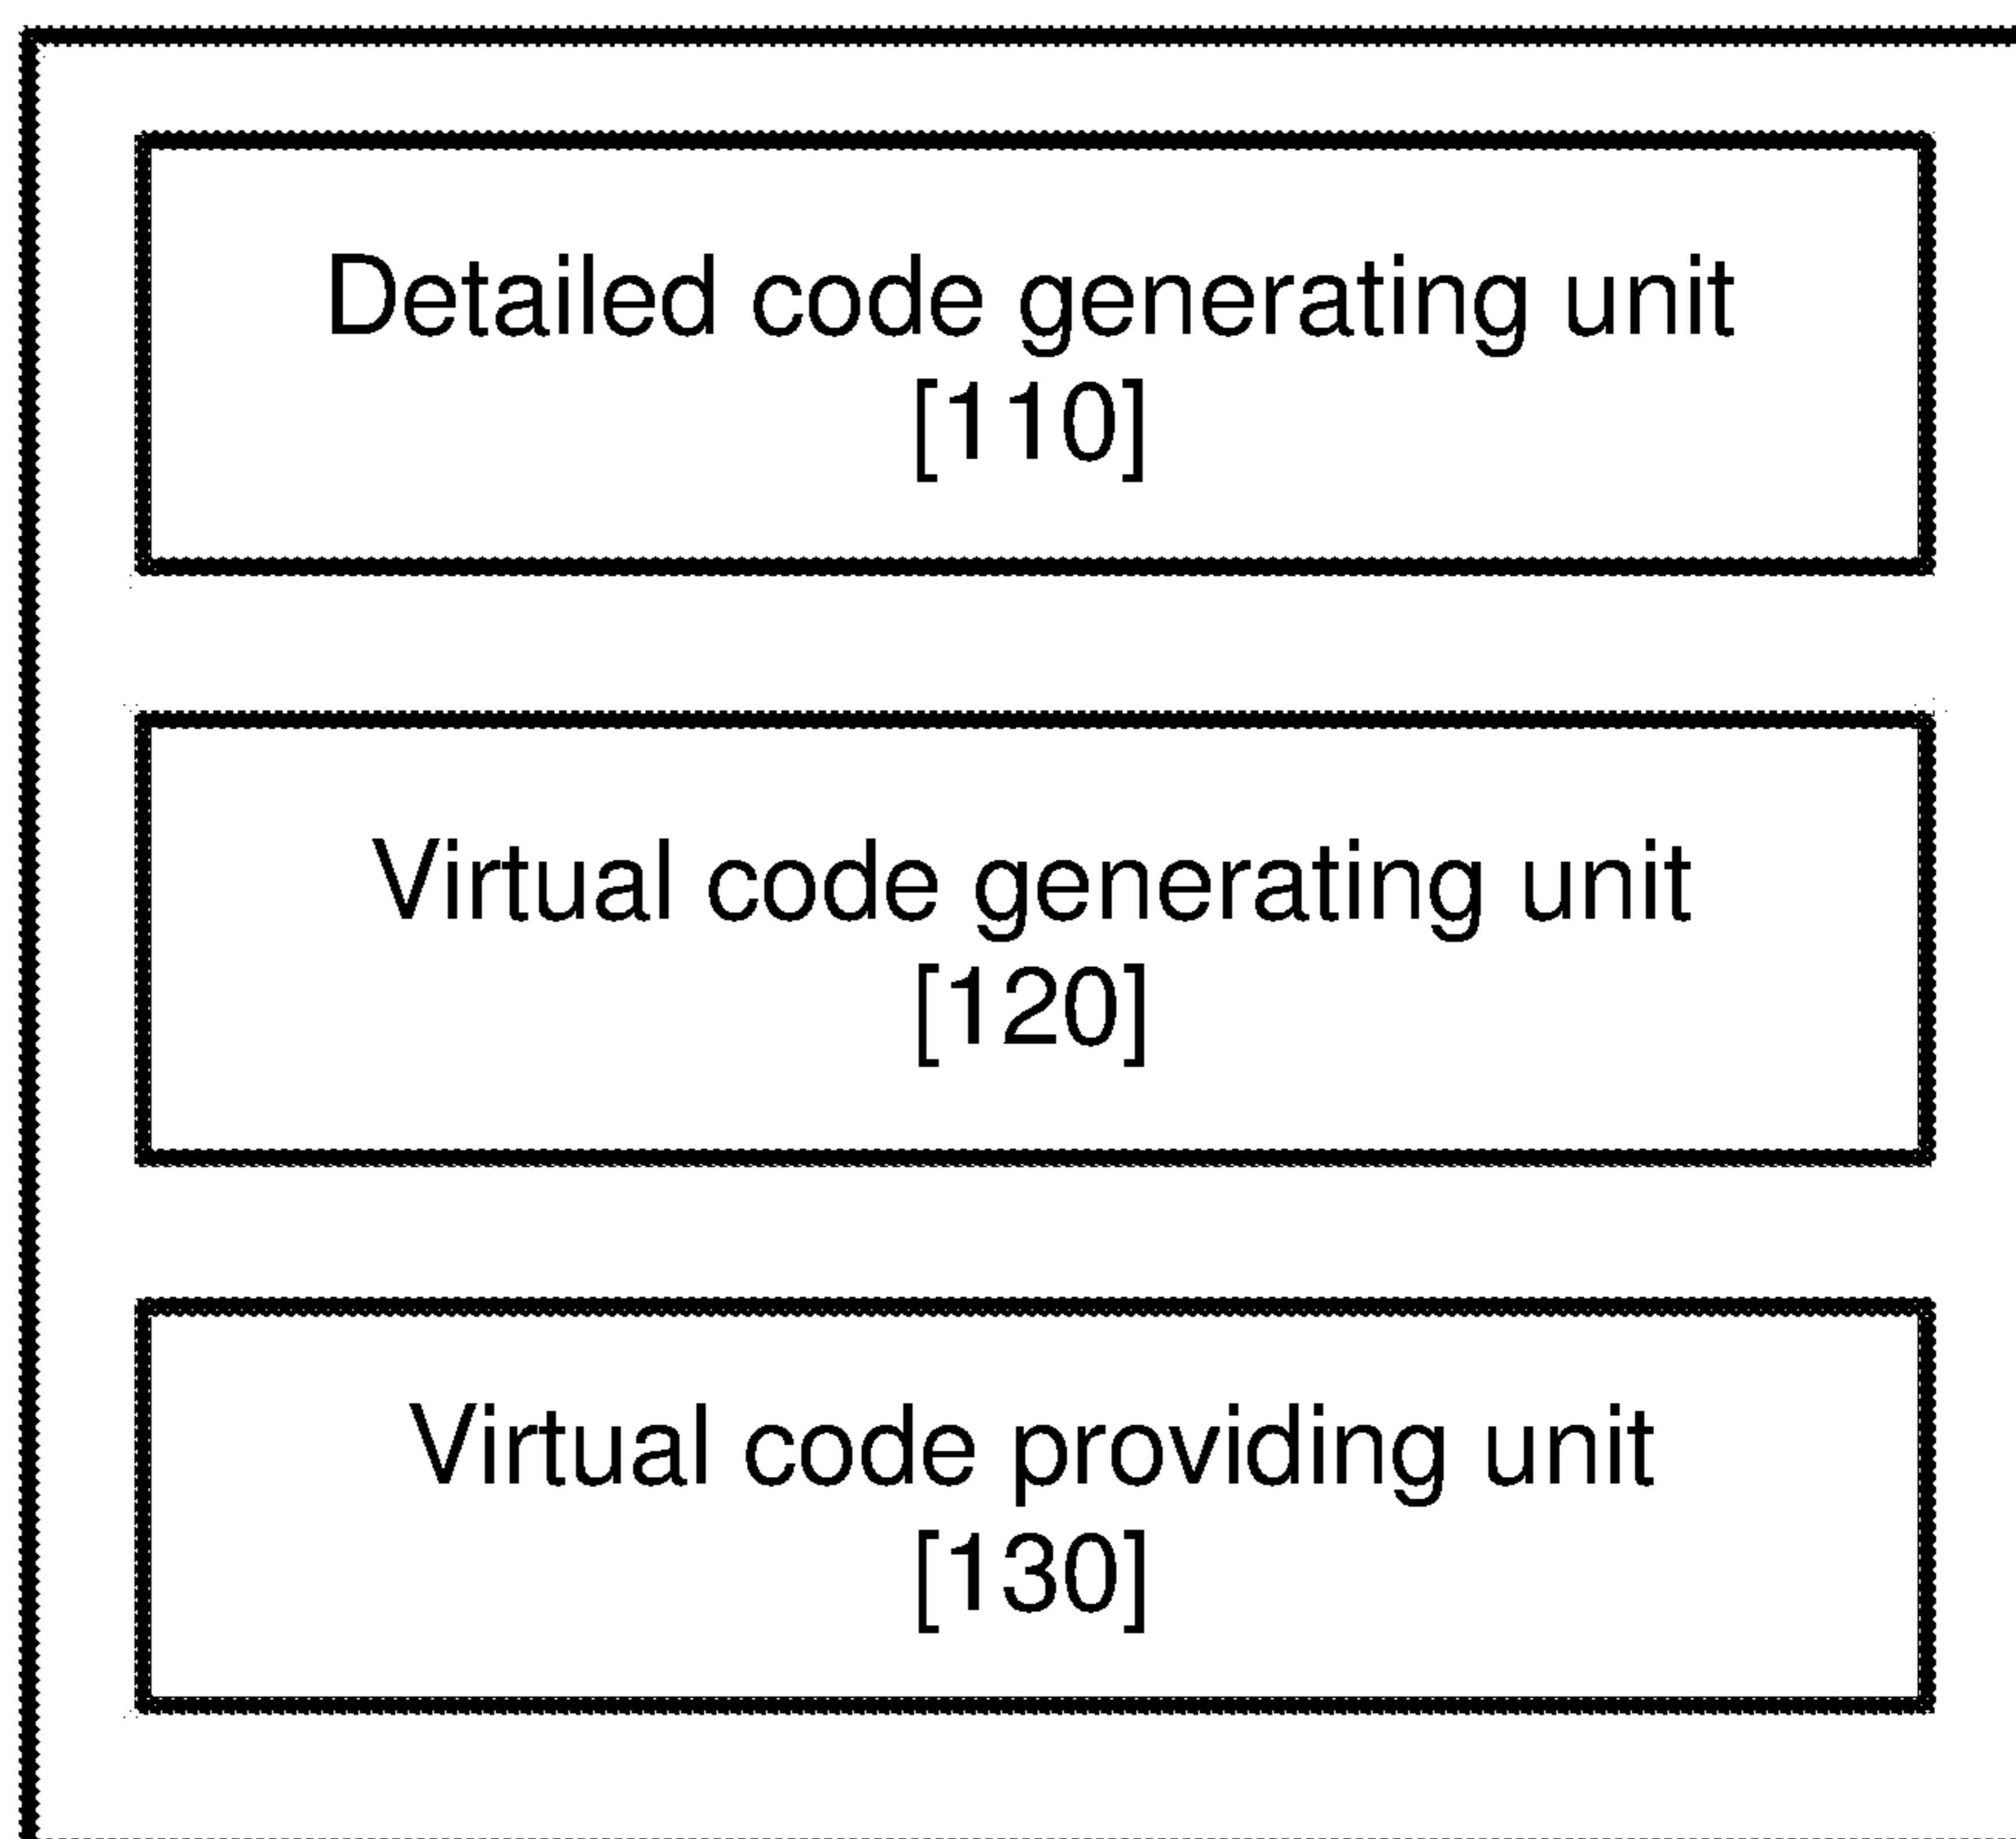 Detailed code generating unit
[110]
Virtual code generating unit
[120]
Virtual code providing unit
[130]